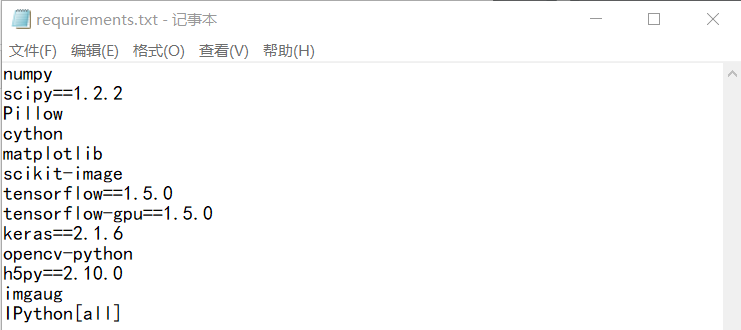 requirements.txt - 记事本
文件(F) 编辑(E) 格式(O) 查看(V) 帮助(H)
numpy
scipy==1.2.2
Pillow
cython
matplotlib
scikit-image
tensorflow==1.5.0
tensorflow-gpu==1.5.0
keras==2.1.6
opencv-python
h5py==2.10.0
imgaug
IPython[all]